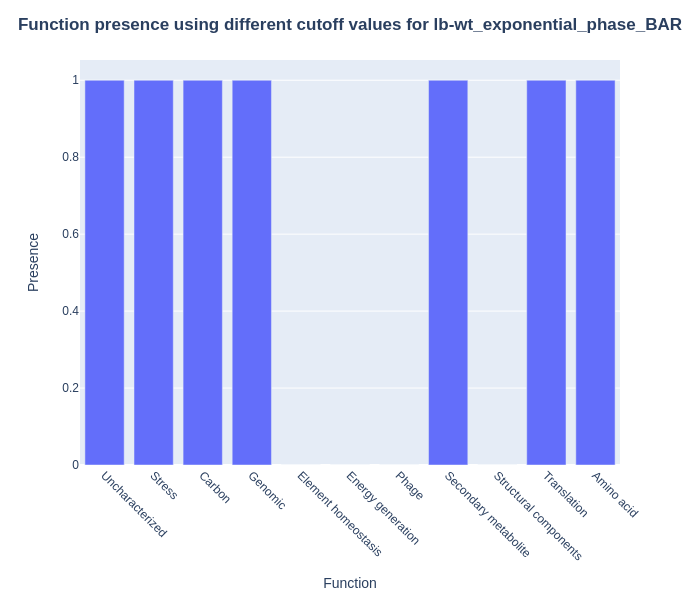 Function presence using different cutoff values for lb-wt_exponential_phase_BAR
1
0.8
0.6
0.4
0.2
0
Presence
Uncharacterized
Stress
Carbon
Genomic
Element homeostasis
Energy generation
Phage
Secondary metabolite
Structural components
Translation
Amino acid
Function